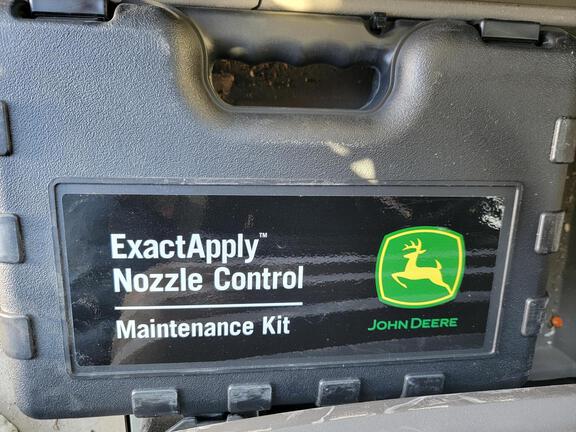 ExactApply™
Nozzle Control
Maintenance Kit
JOHN DEERE